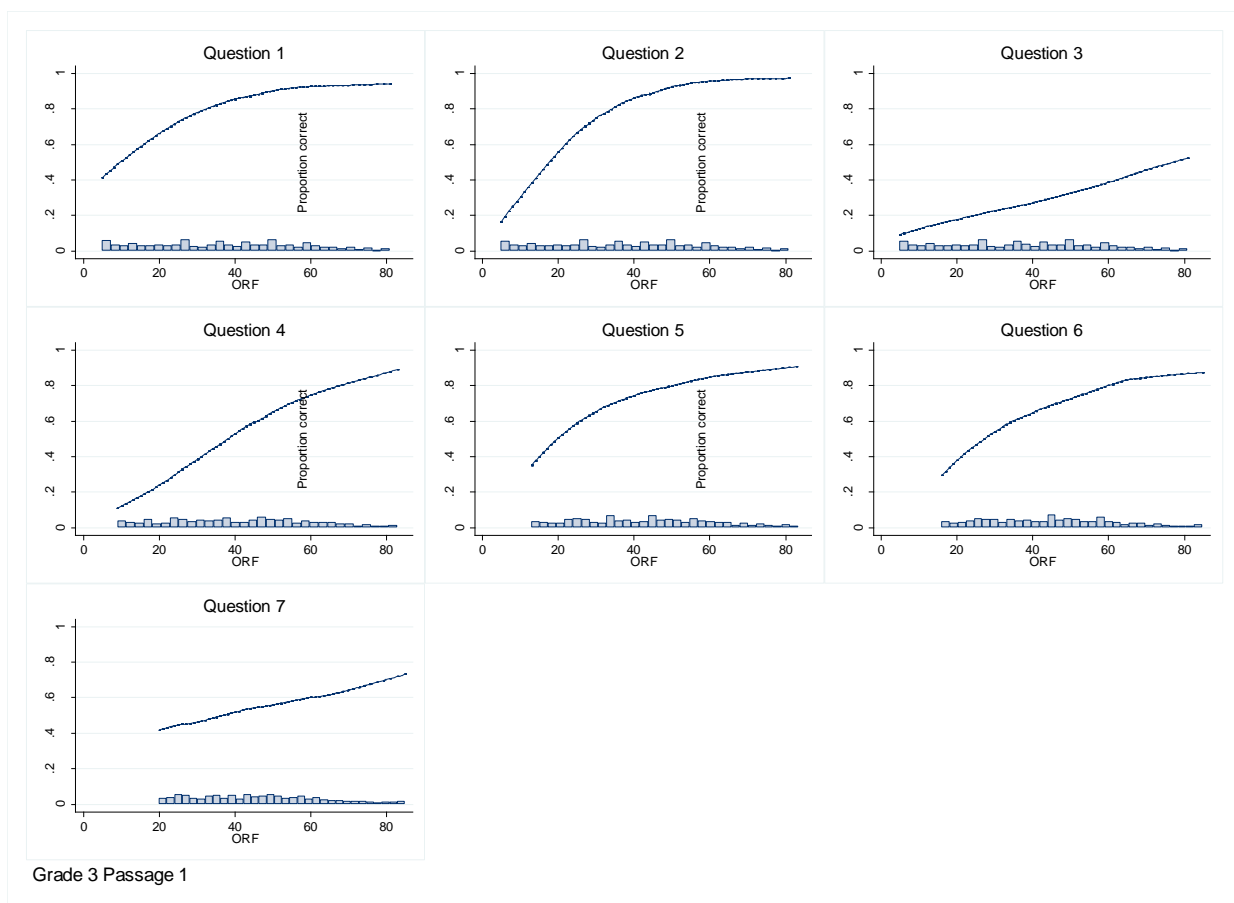 Question 1
1
.8
.6
.4
.2
0
Proportion correct
0 20 40 60 80
ORF
Question 2
1
.8
.6
.4
.2
0
Proportion correct
0 20 40 60 80
ORF
Question 3
1
.8
.6
.4
.2
0
0 20 40 60 80
ORF
Question 4
1
.8
.6
.4
.2
0
Proportion correct
0 20 40 60 80
ORF
Question 5
1
.8
.6
.4
.2
0
Proportion correct
0 20 40 60 80
ORF
Question 6
1
.8
.6
.4
.2
0
0 20 40 60 80
ORF
Question 7
1
.8
.6
.4
.2
0
0 20 40 60 80
ORF
Grade 3 Passage 1